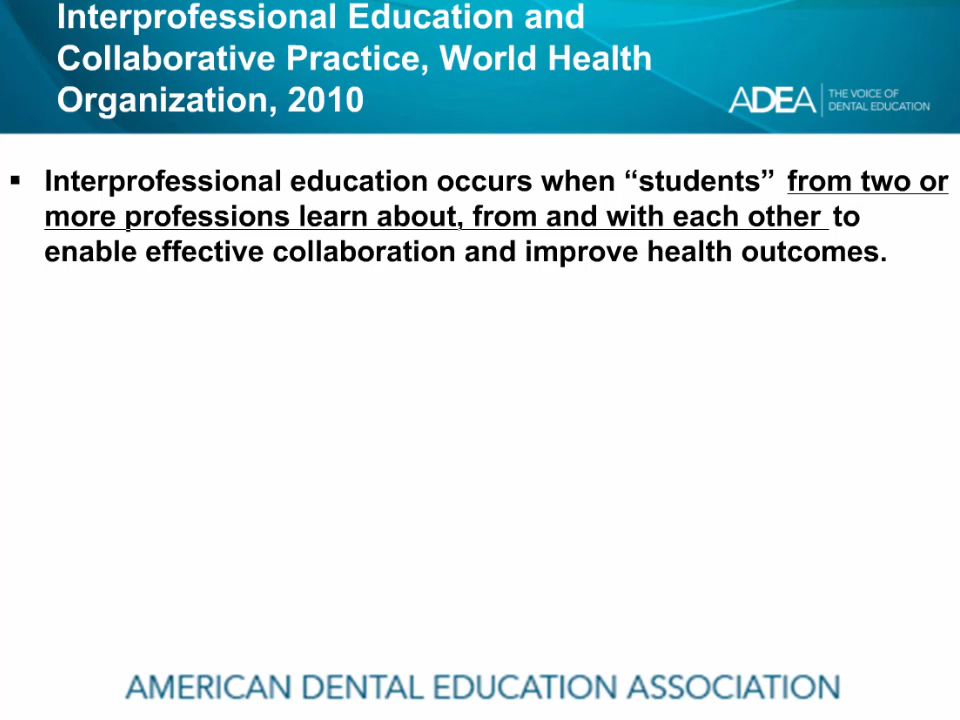 Interprofessional Education and
Collaborative Practice, World Health
Organization, 2010
ADEA
THE VOICE OF
DENTAL EDUCATION
▪ Interprofessional education occurs when “students” from two or
more professions learn about, from and with each other to
enable effective collaboration and improve health outcomes.
AMERICAN DENTAL EDUCATION ASSOCIATION